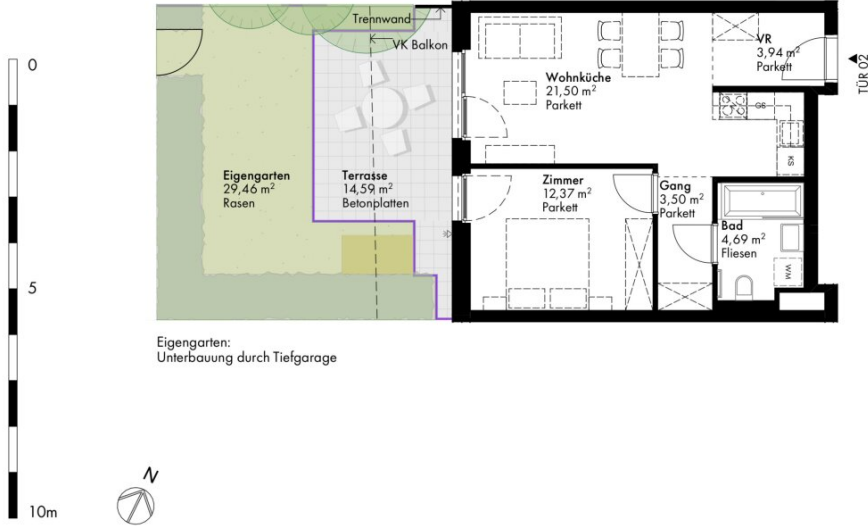 Trennwand
VK Balkon
0
5
10m
VR
3,94 m²
Parkett
TÜR 02
Wohnküche
21,50 m²
Parkett
GS
KS
Eigengarten
29,46 m²
Rasen
Terrasse
14,59 m²
Betonplatten
Zimmer
12,37 m²
Parkett
Gang
3,50 m²
Parkett
Bad
4,69 m²
Fliesen
WM
Eigengarten:
Unterbauung durch Tiefgarage
N